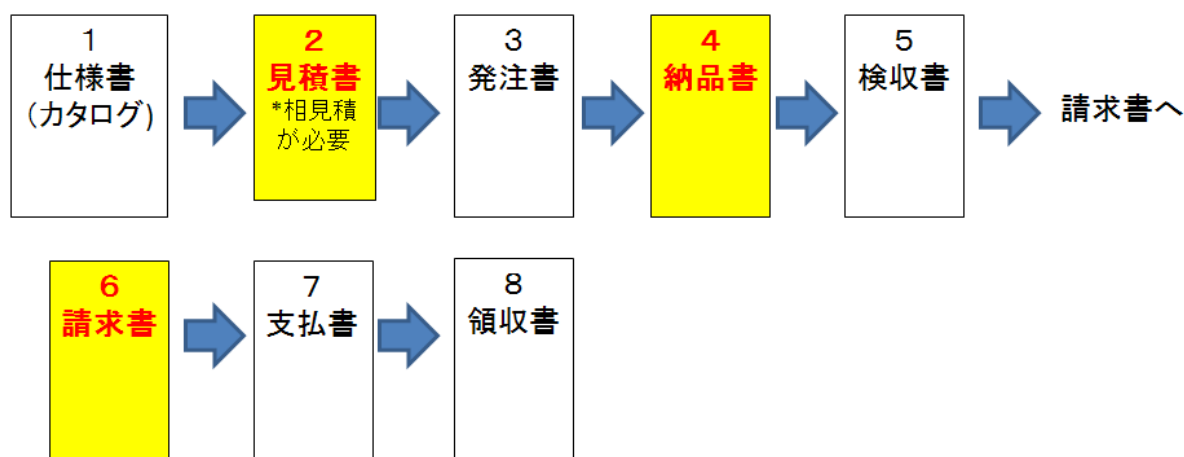 1
仕様書
(カタログ)
2
見積書
*相見積
が必要
3
発注書
4
納品書
5
検収書
請求書へ
6
請求書
7
支払書
8
領収書